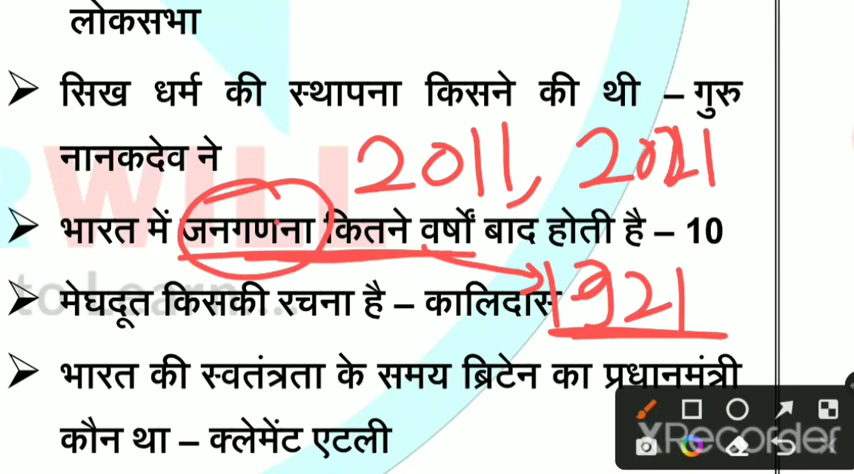 लोकसभा
➤ सिख धर्म की स्थापना किसने की थी – गुरु
नानकदेव ने
2011, 2021
➤ भारत में जनगणना कितने वर्षों बाद होती है – 10
➤ मेघदूत किसकी रचना है – कालिदास
1921
➤ भारत की स्वतंत्रता के समय ब्रिटेन का प्रधानमंत्री
कौन था – क्लेमेंट एटली
XRecorder